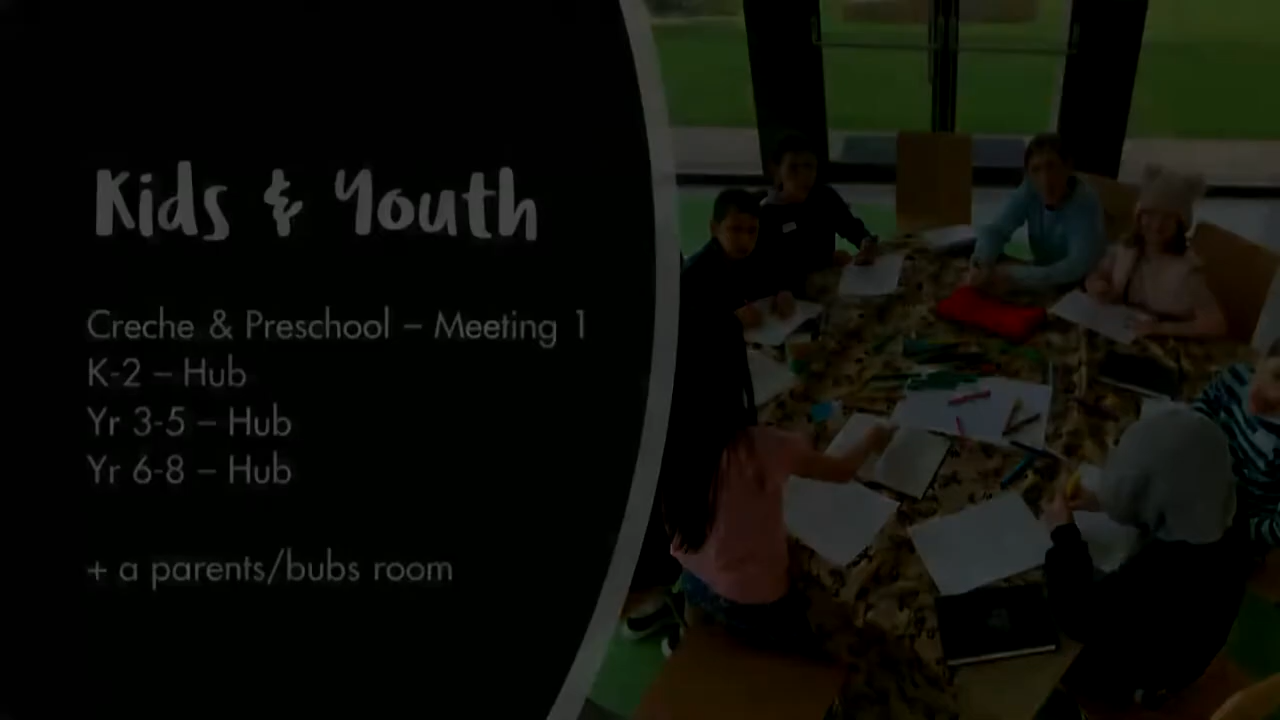 Kids & Youth
Creche & Preschool – Meeting 1
K-2 – Hub
Yr 3-5 – Hub
Yr 6-8 – Hub
+ a parents/bubs room